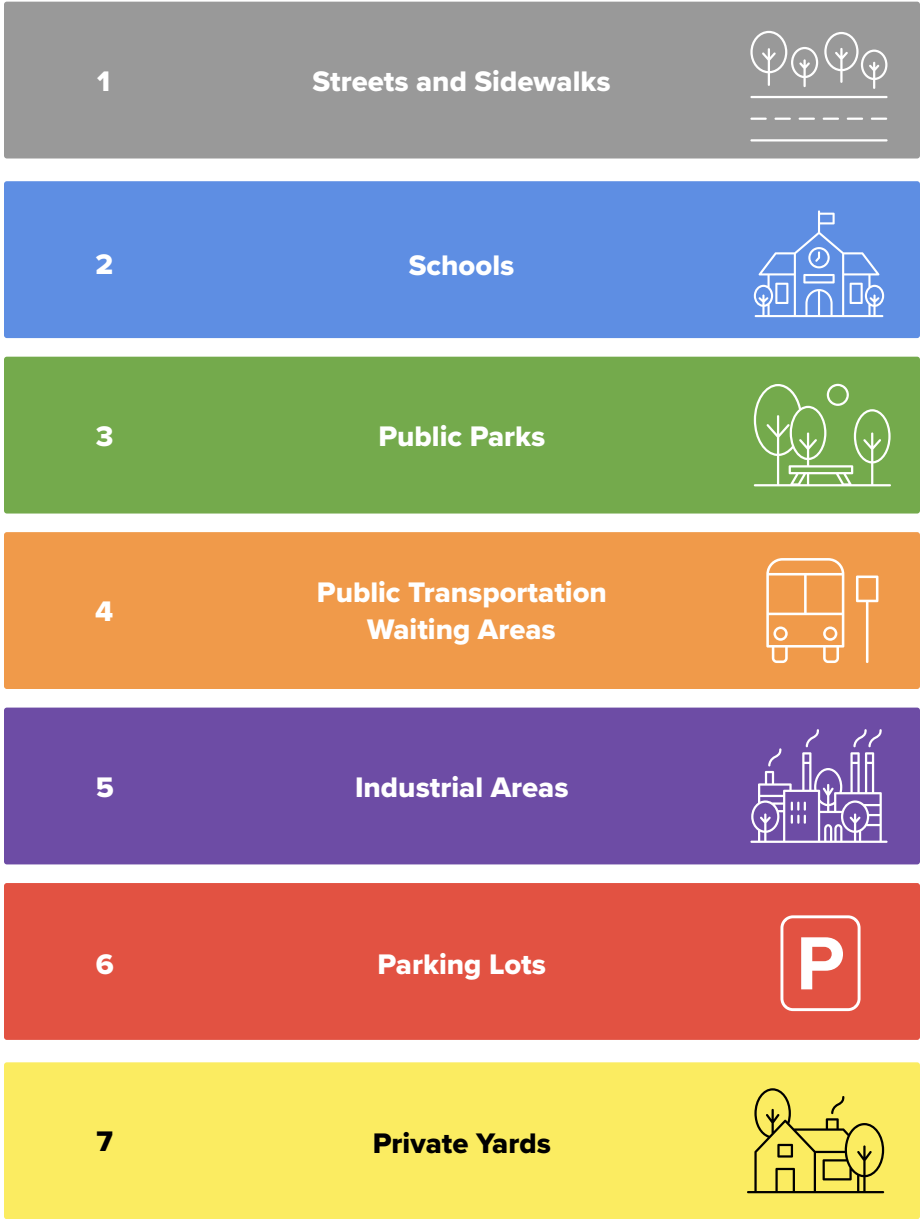 1
Streets and Sidewalks
2
Schools
3
Public Parks
4
Public Transportation
Waiting Areas
5
Industrial Areas
6
Parking Lots
P
7
Private Yards